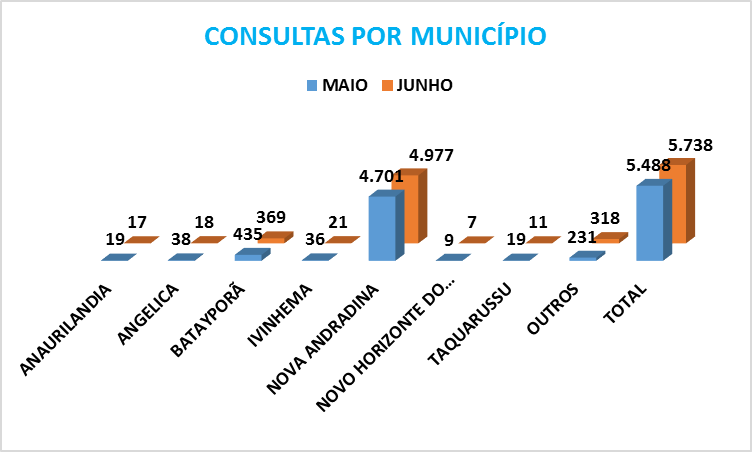 CONSULTAS POR MUNICÍPIO
MAIO JUNHO
19 17
38 18
435 369
36 21
4.701 4.977
9 7
19 11
231 318
5.488 5.738
ANAURILANDIA
ANGELICA
BATAYPORÃ
IVINHEMA
NOVA ANDRADINA
NOVO HORIZONTE DO...
TAQUARUSSU
OUTROS
TOTAL